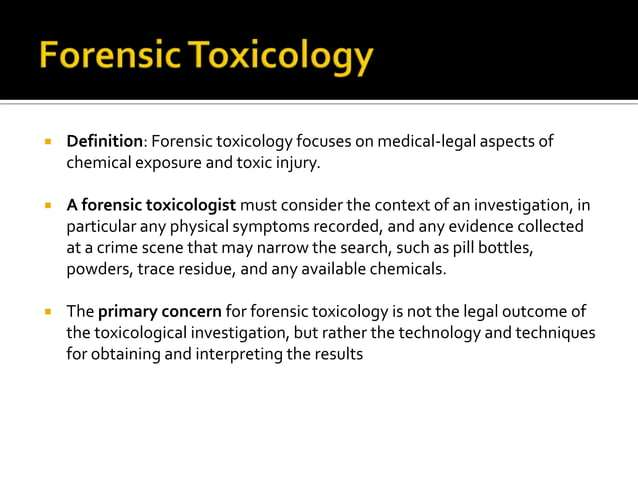 Forensic Toxicology
Definition: Forensic toxicology focuses on medical-legal aspects of
chemical exposure and toxic injury.
A forensic toxicologist must consider the context of an investigation, in
particular any physical symptoms recorded, and any evidence collected
at a crime scene that may narrow the search, such as pill bottles,
powders, trace residue, and any available chemicals.
The primary concern for forensic toxicology is not the legal outcome of
the toxicological investigation, but rather the technology and techniques
for obtaining and interpreting the results